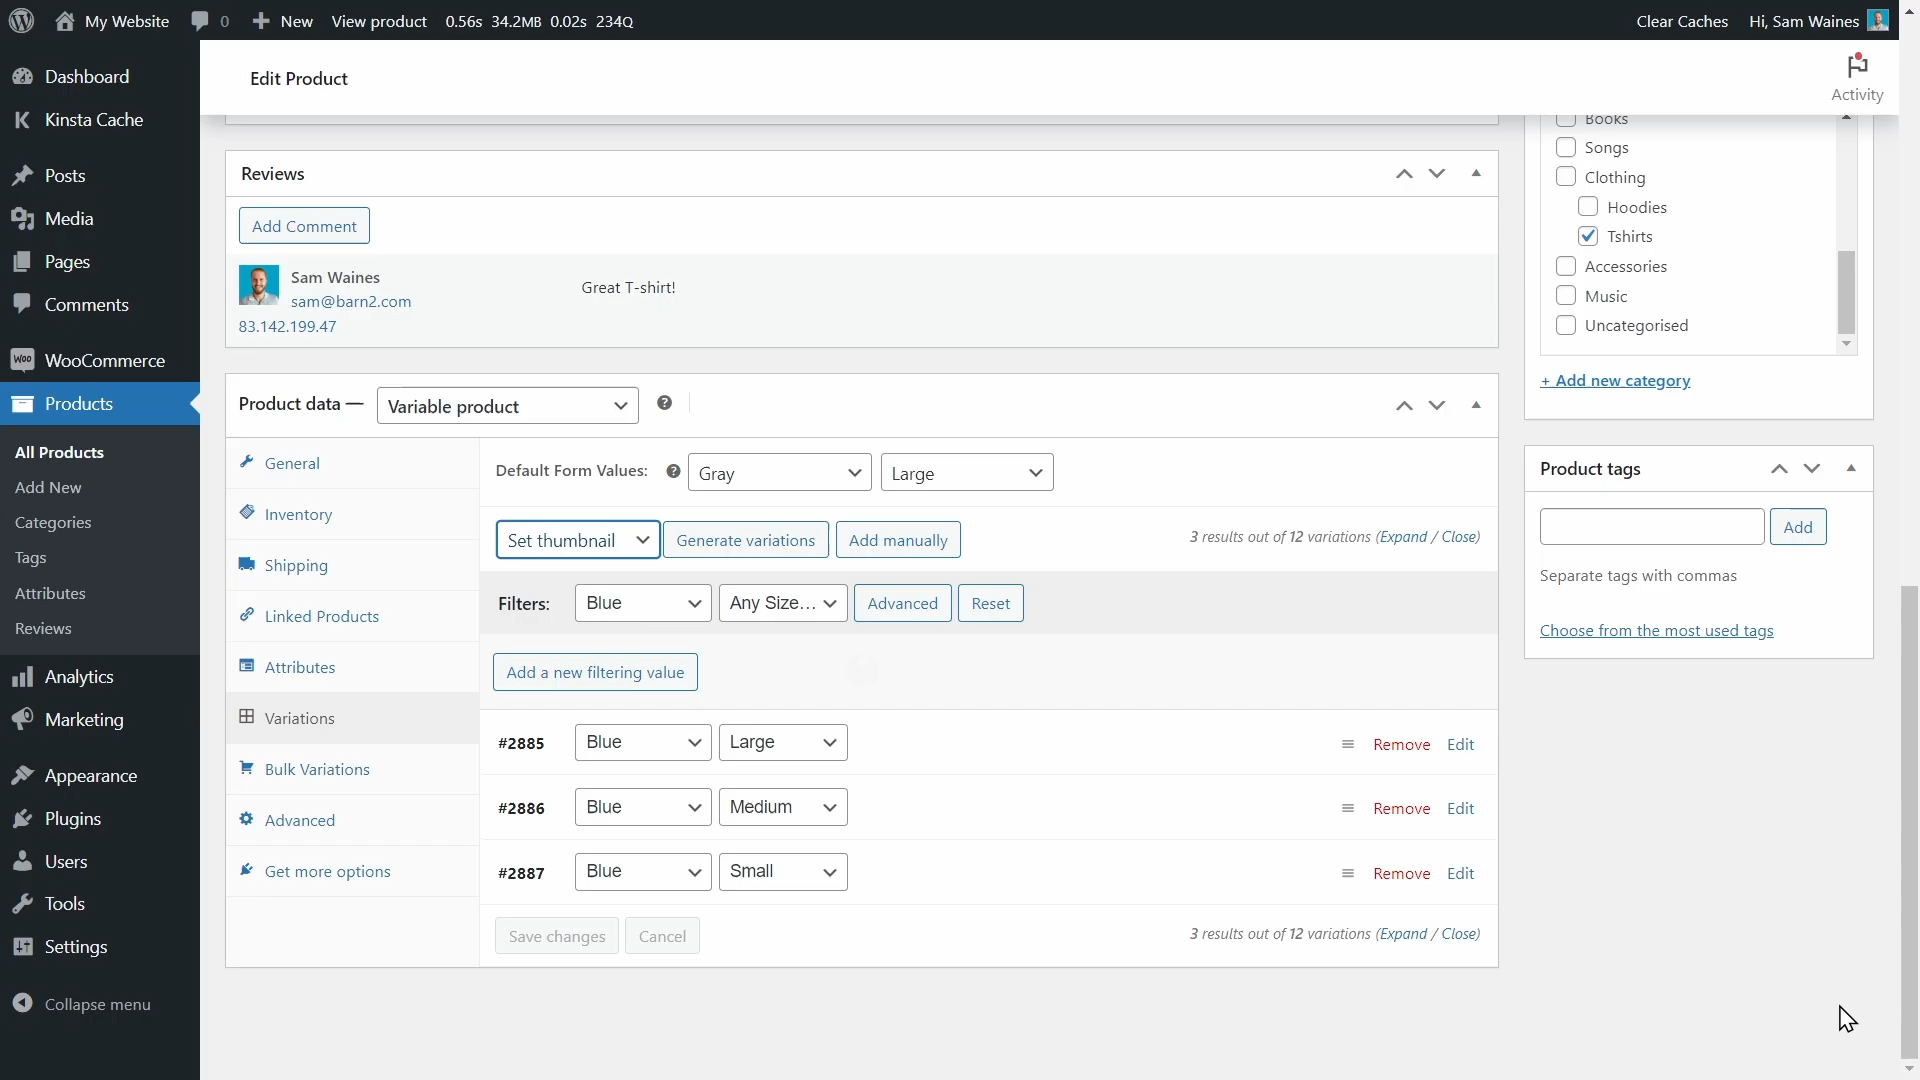 My Website
0
New
View product
0.56s 34.2MB 0.02s 234Q
Clear Caches
Hi, Sam Waines
Dashboard
Kinsta Cache
Posts
Media
Pages
Comments
WooCommerce
Products
All Products
Add New
Categories
Tags
Attributes
Reviews
Analytics
Marketing
Appearance
Plugins
Users
Tools
Settings
Collapse menu
Edit Product
Activity
Reviews
Add Comment
Sam Waines
sam@barn2.com
83.142.199.47
Great T-shirt!
Product data — Variable product
General
Inventory
Shipping
Linked Products
Attributes
Variations
Bulk Variations
Advanced
Get more options
Default Form Values: Gray Large
Set thumbnail Generate variations Add manually 3 results out of 12 variations (Expand / Close)
Filters: Blue Any Size... Advanced Reset
Add a new filtering value
#2885 Blue Large Remove Edit
#2886 Blue Medium Remove Edit
#2887 Blue Small Remove Edit
Save changes Cancel 3 results out of 12 variations (Expand / Close)
Books
Songs
Clothing
Hoodies
Tshirts
Accessories
Music
Uncategorised
+ Add new category
Product tags
Add
Separate tags with commas
Choose from the most used tags